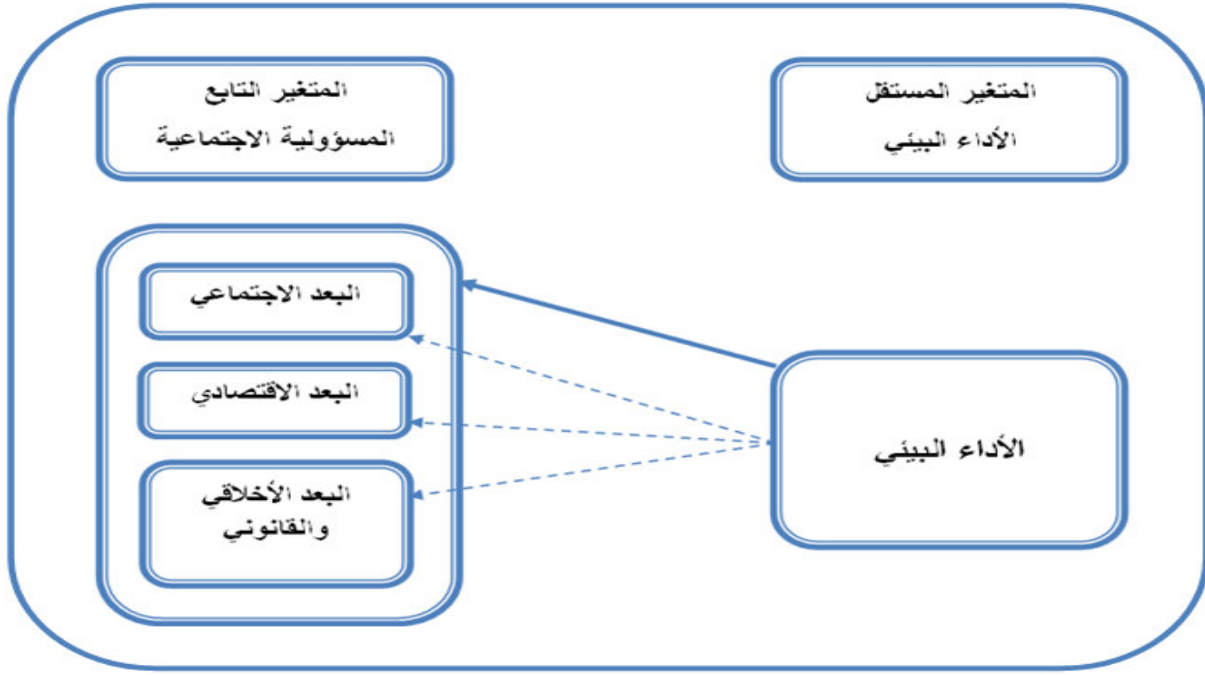 المتغير المستقل
الأداء البيئي
المتغير التابع
المسؤولية الاجتماعية
الأداء البيئي
البعد الاجتماعي
البعد الاقتصادي
البعد الأخلاقي
والقانوني